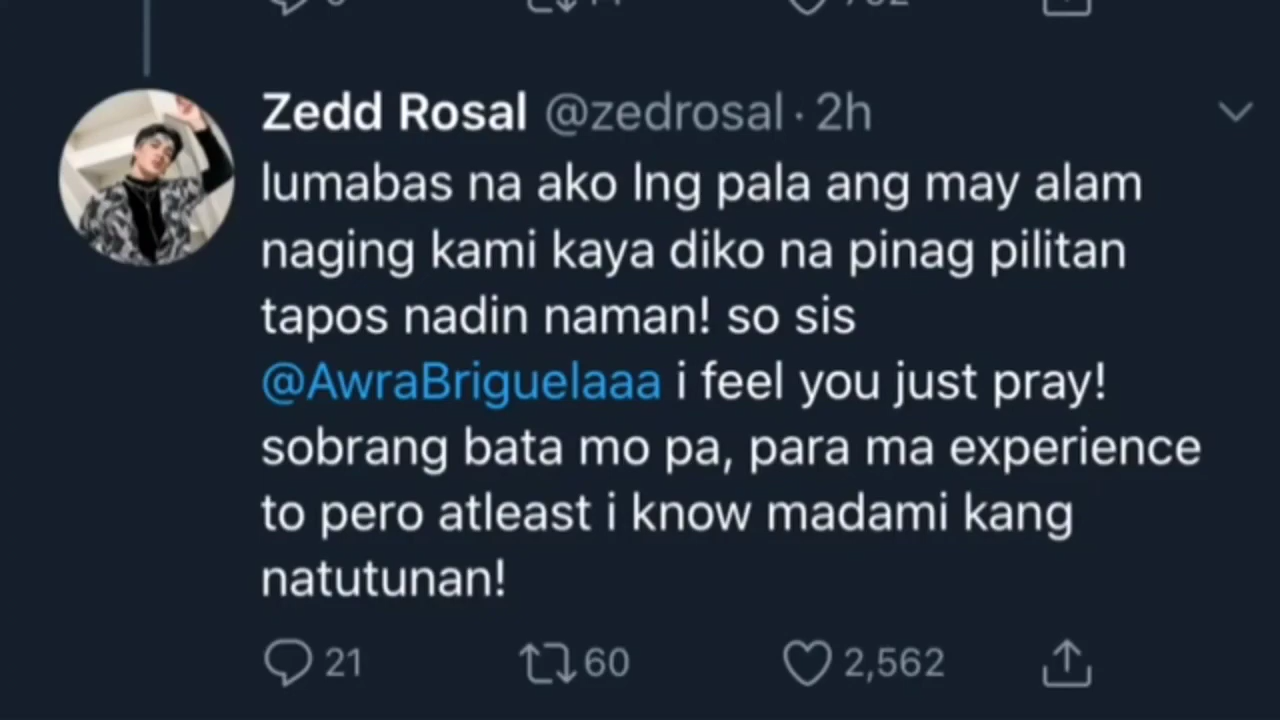 Zedd Rosal @zedrosal · 2h
lumabas na ako lng pala ang may alam
naging kami kaya diko na pinag pilitan
tapos nadin naman! so sis
@AwraBriguelaaa i feel you just pray!
sobrang bata mo pa, para ma experience
to pero atleast i know madami kang
natutunan!
21 60 2,562